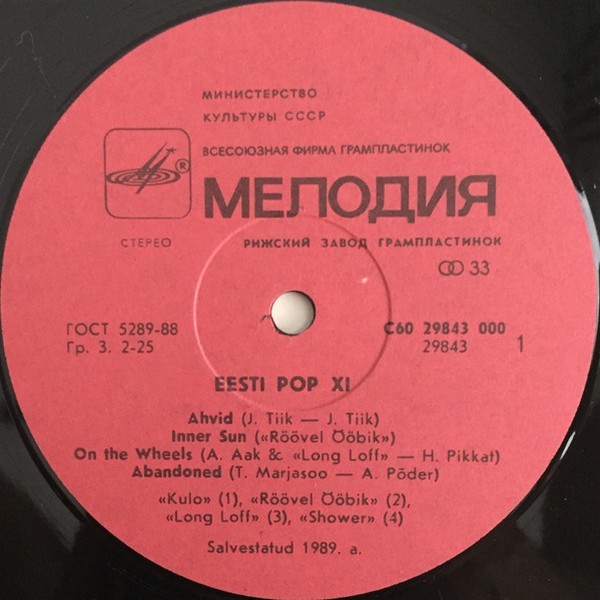 МИНИСТЕРСТВО
КУЛЬТУРЫ СССР
ВСЕСОЮЗНАЯ ФИРМА ГРАМПЛАСТИНОК
®
МЕЛОДИЯ
СТЕРЕО
РИЖСКИЙ ЗАВОД ГРАМПЛАСТИНОК
33
ГОСТ 5289-88
С60 29843 000
Гр. 3. 2-25
29843
1
EESTI POP XI
Ahvid (J. Tiik — J. Tiik)
Inner Sun («Röövel Ööbik»)
On the Wheels (A. Aak & «Long Loff» — H. Pikkat)
Abandoned (T. Marjasoo — A. Põder)
«Kulo» (1), «Röövel Ööbik» (2),
«Long Loff» (3), «Shower» (4)
Salvestatud 1989. a.